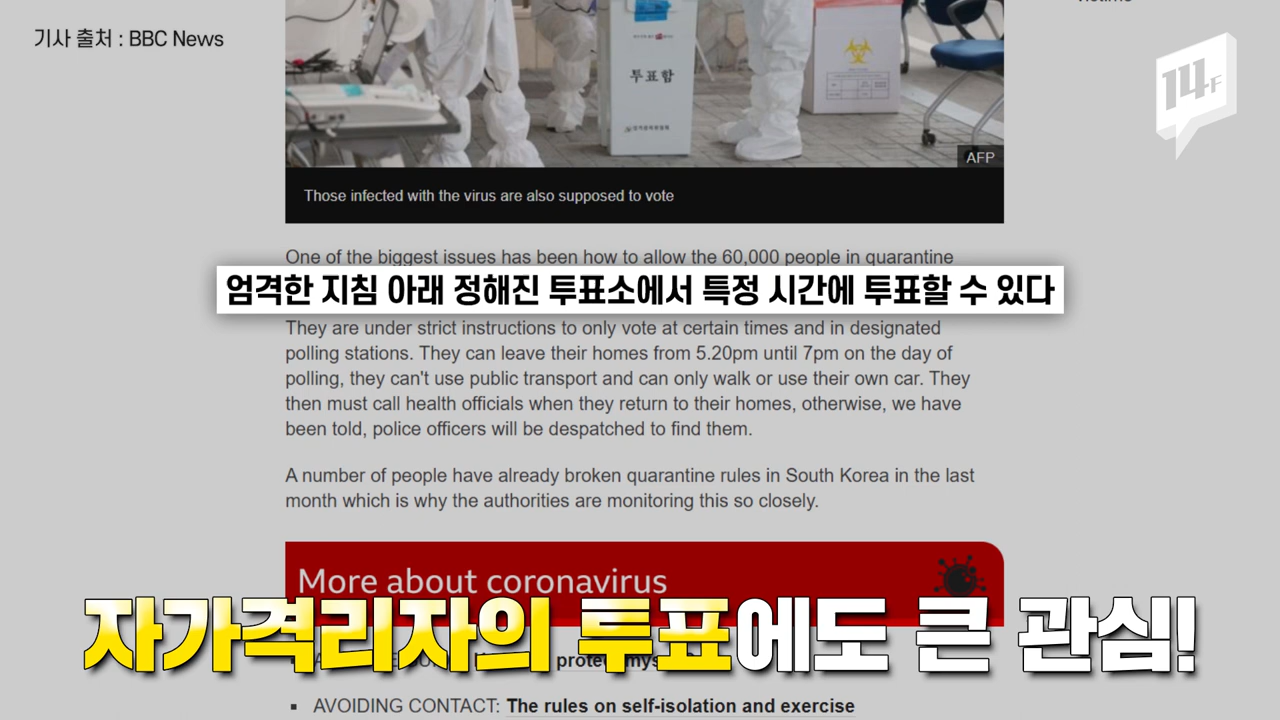 기사 출처 : BBC News
14F
투표함
AFP
Those infected with the virus are also supposed to vote
One of the biggest issues has been how to allow the 60,000 people in quarantine
엄격한 지침 아래 정해진 투표소에서 특정 시간에 투표할 수 있다
They are under strict instructions to only vote at certain times and in designated
polling stations. They can leave their homes from 5.20pm until 7pm on the day of
polling, they can't use public transport and can only walk or use their own car. They
then must call health officials when they return to their homes, otherwise, we have
been told, police officers will be despatched to find them.
A number of people have already broken quarantine rules in South Korea in the last
month which is why the authorities are monitoring this so closely.
More about coronavirus
자가격리자의 투표에도 큰 관심!
AVOIDING CONTACT: The rules on self-isolation and exercise